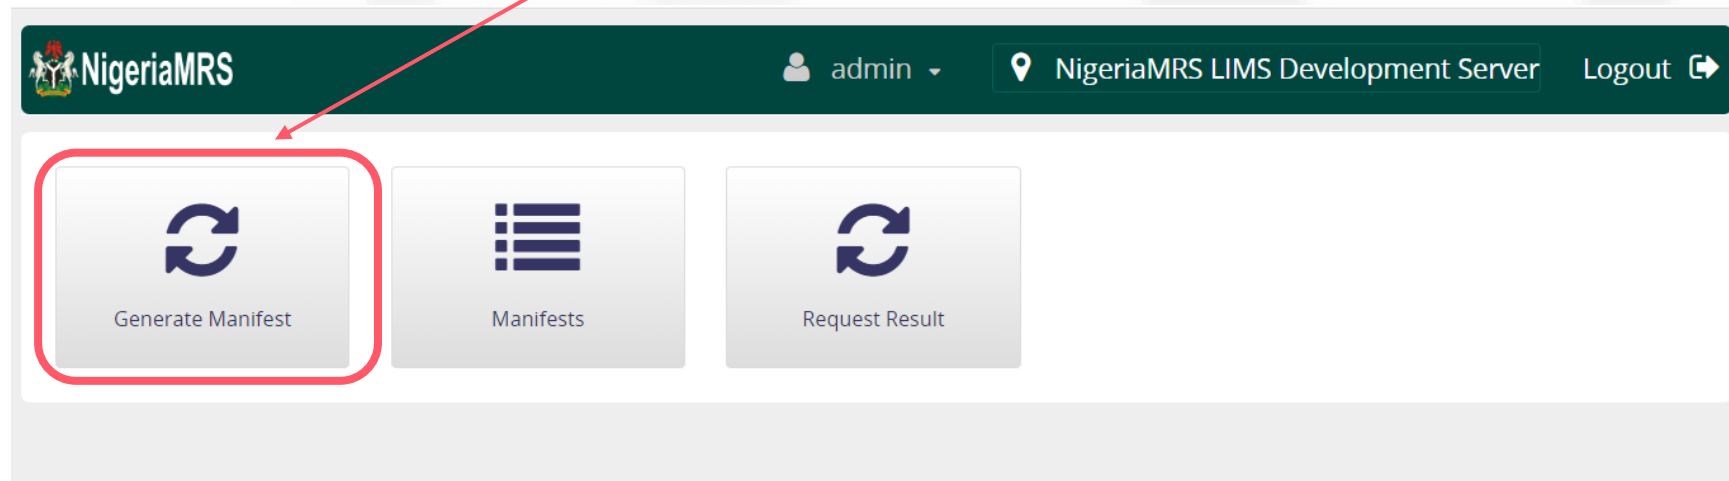 NigeriaMRS
admin
NigeriaMRS LIMS Development Server
Logout
Generate Manifest
Manifests
Request Result